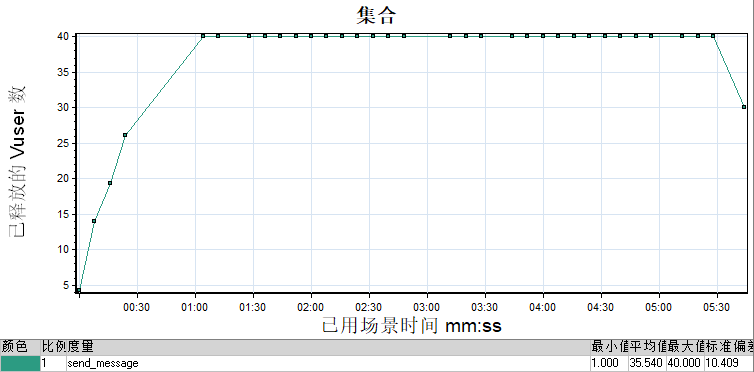 集合
已释放的 Vuser 数
40
35
30
25
20
15
10
5
00:30 01:00 01:30 02:00 02:30 03:00 03:30 04:00 04:30 05:00 05:30
已用场景时间 mm:ss
颜色 比例 度量 最小值 平均值 最大值 标准偏差
1 send_message 1.000 35.540 40.000 10.409